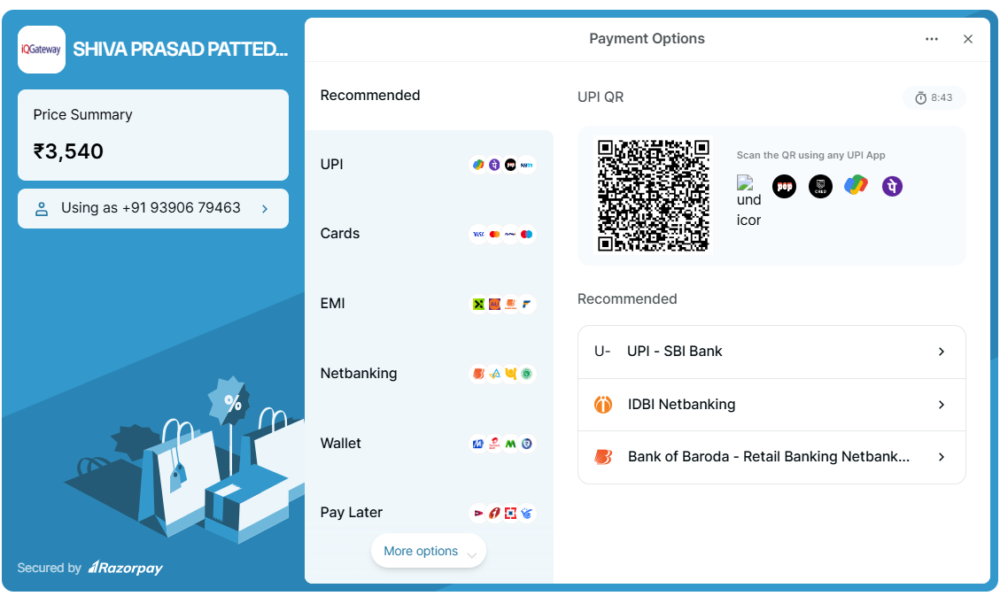 iQGateway
SHIVA PRASAD PATTED...
Price Summary
₹3,540
Using as +91 93906 79463
Secured by Razorpay
Payment Options
Recommended
UPI
Cards
EMI
Netbanking
Wallet
Pay Later
More options
UPI QR
8:43
Scan the QR using any UPI App
und
icor
pop
CRED
Recommended
U- UPI - SBI Bank
IDBI Netbanking
Bank of Baroda - Retail Banking Netbank...
%